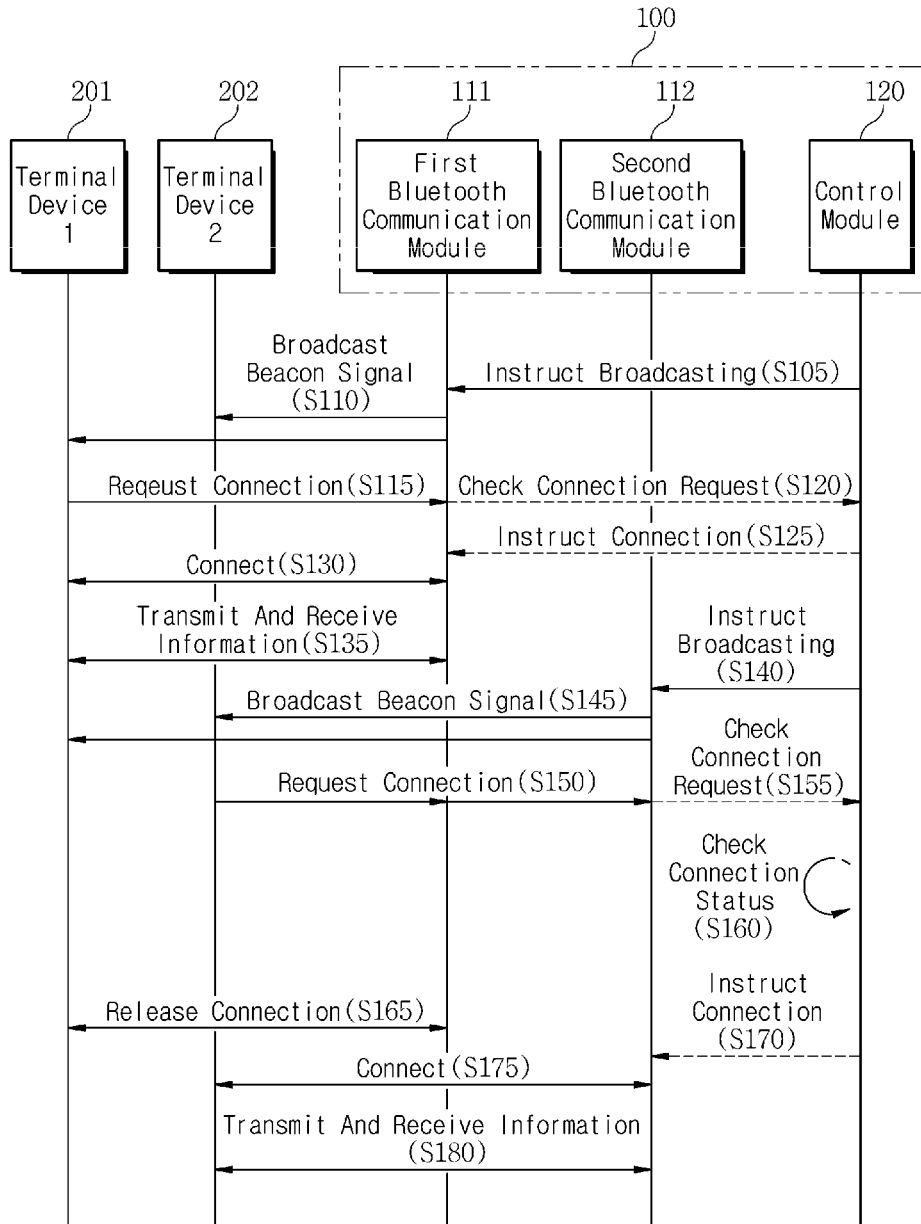 100
201
202
111
112
120
Terminal
Device
1
Terminal
Device
2
First
Bluetooth
Communication
Module
Second
Bluetooth
Communication
Module
Control
Module
Broadcast
Beacon Signal
(S110)
Instruct Broadcasting(S105)
Reqeust Connection(S115)
Check Connection Request(S120)
Instruct Connection(S125)
Connect(S130)
Transmit And Receive
Information(S135)
Instruct
Broadcasting
(S140)
Broadcast Beacon Signal(S145)
Check
Connection
Request(S155)
Request Connection(S150)
Check
Connection
Status
(S160)
Instruct
Connection
(S170)
Release Connection(S165)
Connect(S175)
Transmit And Receive Information
(S180)